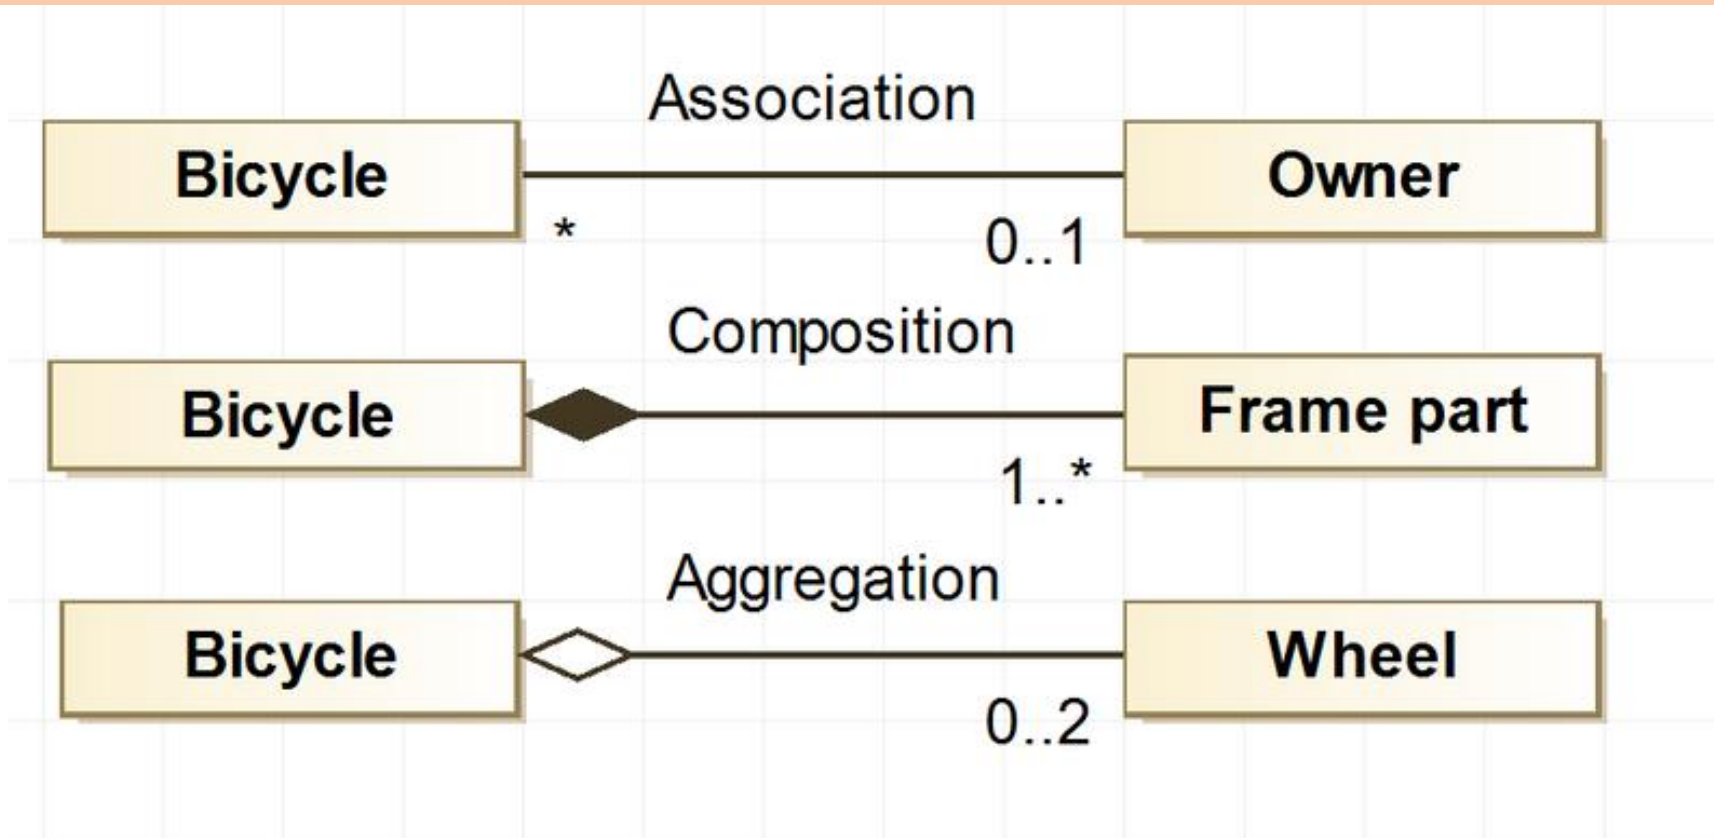 Association
Bicycle
Owner
*
0..1
Composition
Bicycle
Frame part
1..*
Aggregation
Bicycle
Wheel
0..2